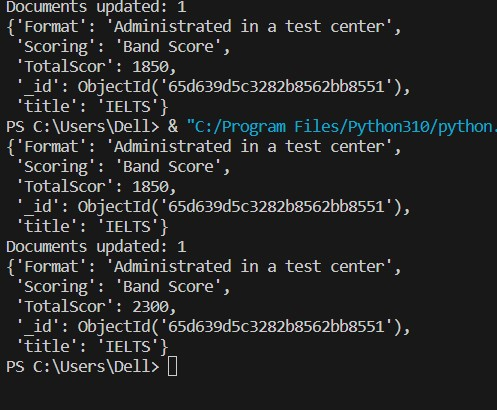 Documents updated: 1
{'Format': 'Administrated in a test center',
'Scoring': 'Band Score',
'TotalScor': 1850,
'_id': ObjectId('65d639d5c3282b8562bb8551'),
'title': 'IELTS'}
PS C:\Users\Dell> & "C:/Program Files/Python310/python.
{'Format': 'Administrated in a test center',
'Scoring': 'Band Score',
'TotalScor': 1850,
'_id': ObjectId('65d639d5c3282b8562bb8551'),
'title': 'IELTS'}
Documents updated: 1
{'Format': 'Administrated in a test center',
'Scoring': 'Band Score',
'TotalScor': 2300,
'_id': ObjectId('65d639d5c3282b8562bb8551'),
'title': 'IELTS'}
PS C:\Users\Dell>